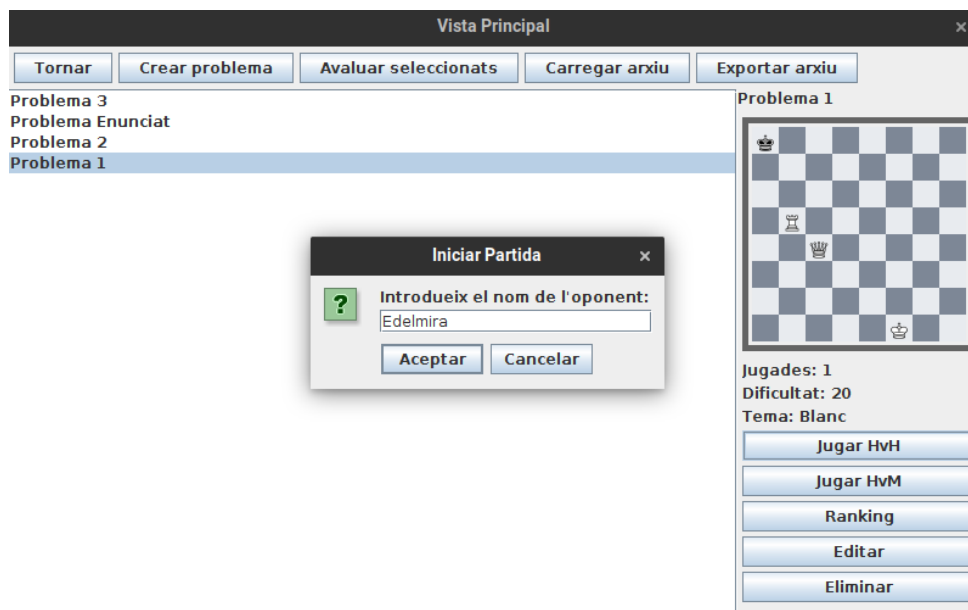 Vista Principal ×
Tornar Crear problema Avaluar seleccionats Carregar arxiu Exportar arxiu
Problema 3
Problema Enunciat
Problema 2
Problema 1
Problema 1
Iniciar Partida ×
? Introdueix el nom de l'oponent:
Edelmira
Aceptar Cancelar
Jugades: 1
Dificultat: 20
Tema: Blanc
Jugar HvH
Jugar HvM
Ranking
Editar
Eliminar